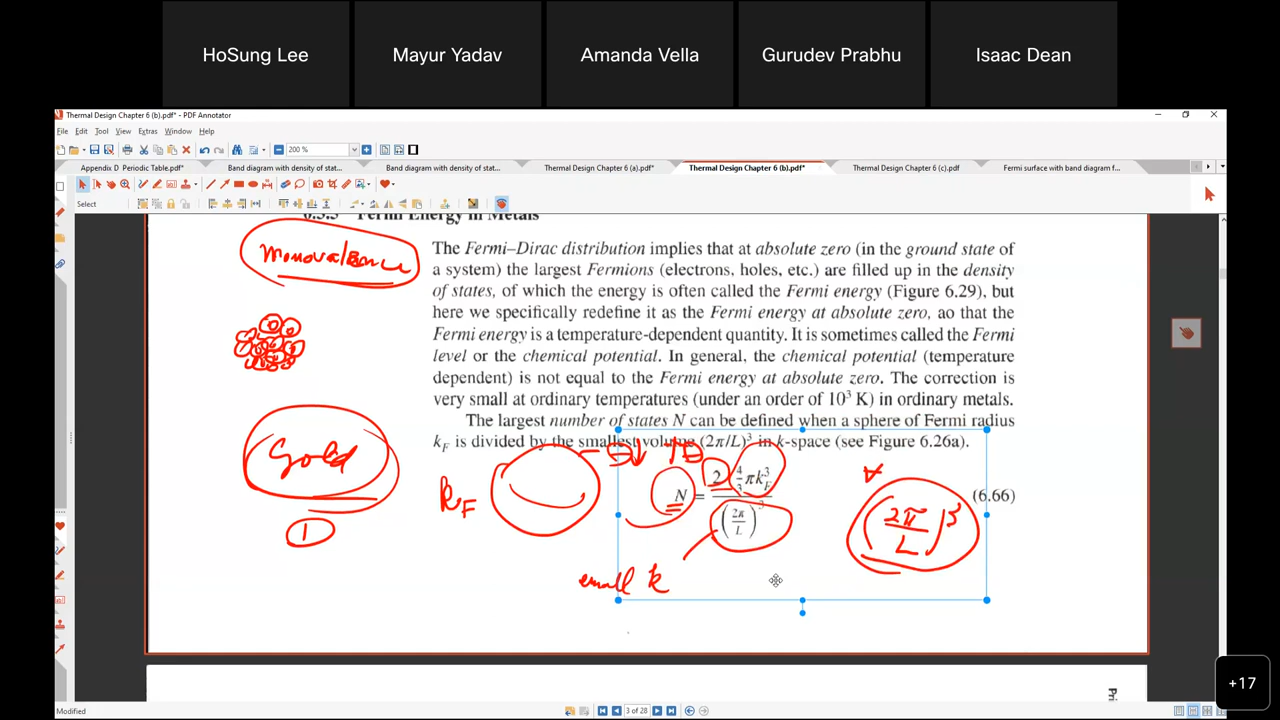 HoSung Lee
Mayur Yadav
Amanda Vella
Gurudev Prabhu
Isaac Dean
Thermal Design Chapter 6 (b).pdf* - PDF Annotator
File Edit Tool View Extras Window Help
200 %
Appendix D Periodic Table.pdf*
Band diagram with density of stat...
Band diagram with density of stat...
Thermal Design Chapter 6 (a).pdf*
Thermal Design Chapter 6 (b).pdf*
Thermal Design Chapter 6 (c).pdf
Fermi surface with band diagram f...
Select
6.5.5 Fermi Energy in Metals
The Fermi–Dirac distribution implies that at absolute zero (in the ground state of
a system) the largest Fermions (electrons, holes, etc.) are filled up in the density
of states, of which the energy is often called the Fermi energy (Figure 6.29), but
here we specifically redefine it as the Fermi energy at absolute zero, ao that the
Fermi energy is a temperature-dependent quantity. It is sometimes called the Fermi
level or the chemical potential. In general, the chemical potential (temperature
dependent) is not equal to the Fermi energy at absolute zero. The correction is
very small at ordinary temperatures (under an order of 10³ K) in ordinary metals.
The largest number of states N can be defined when a sphere of Fermi radius
k_F is divided by the smallest volume (2π/L)³ in k-space (see Figure 6.26a).
N = 2 4/3 πk_F³ / (2π/L)³
(6.66)
Gold
1
k_F
(2π/L)³
small k
Modified
3 of 28
+17